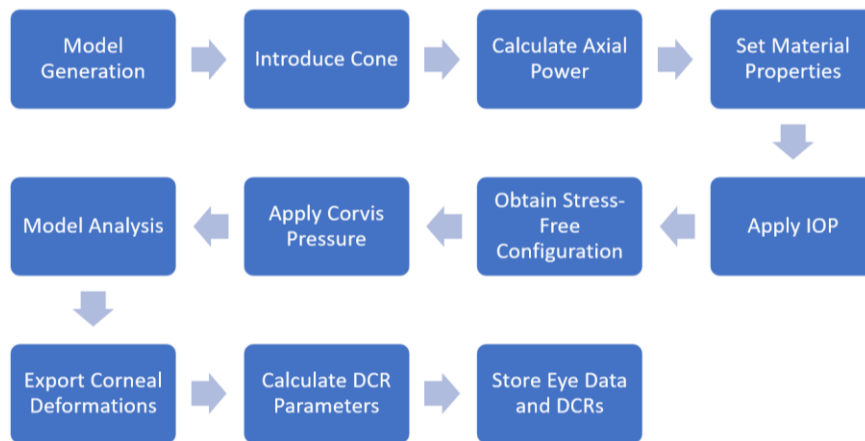 Model
Generation
Introduce Cone
Calculate Axial
Power
Set Material
Properties
Apply IOP
Obtain Stress-
Free
Configuration
Apply Corvis
Pressure
Model Analysis
Export Corneal
Deformations
Calculate DCR
Parameters
Store Eye Data
and DCRs